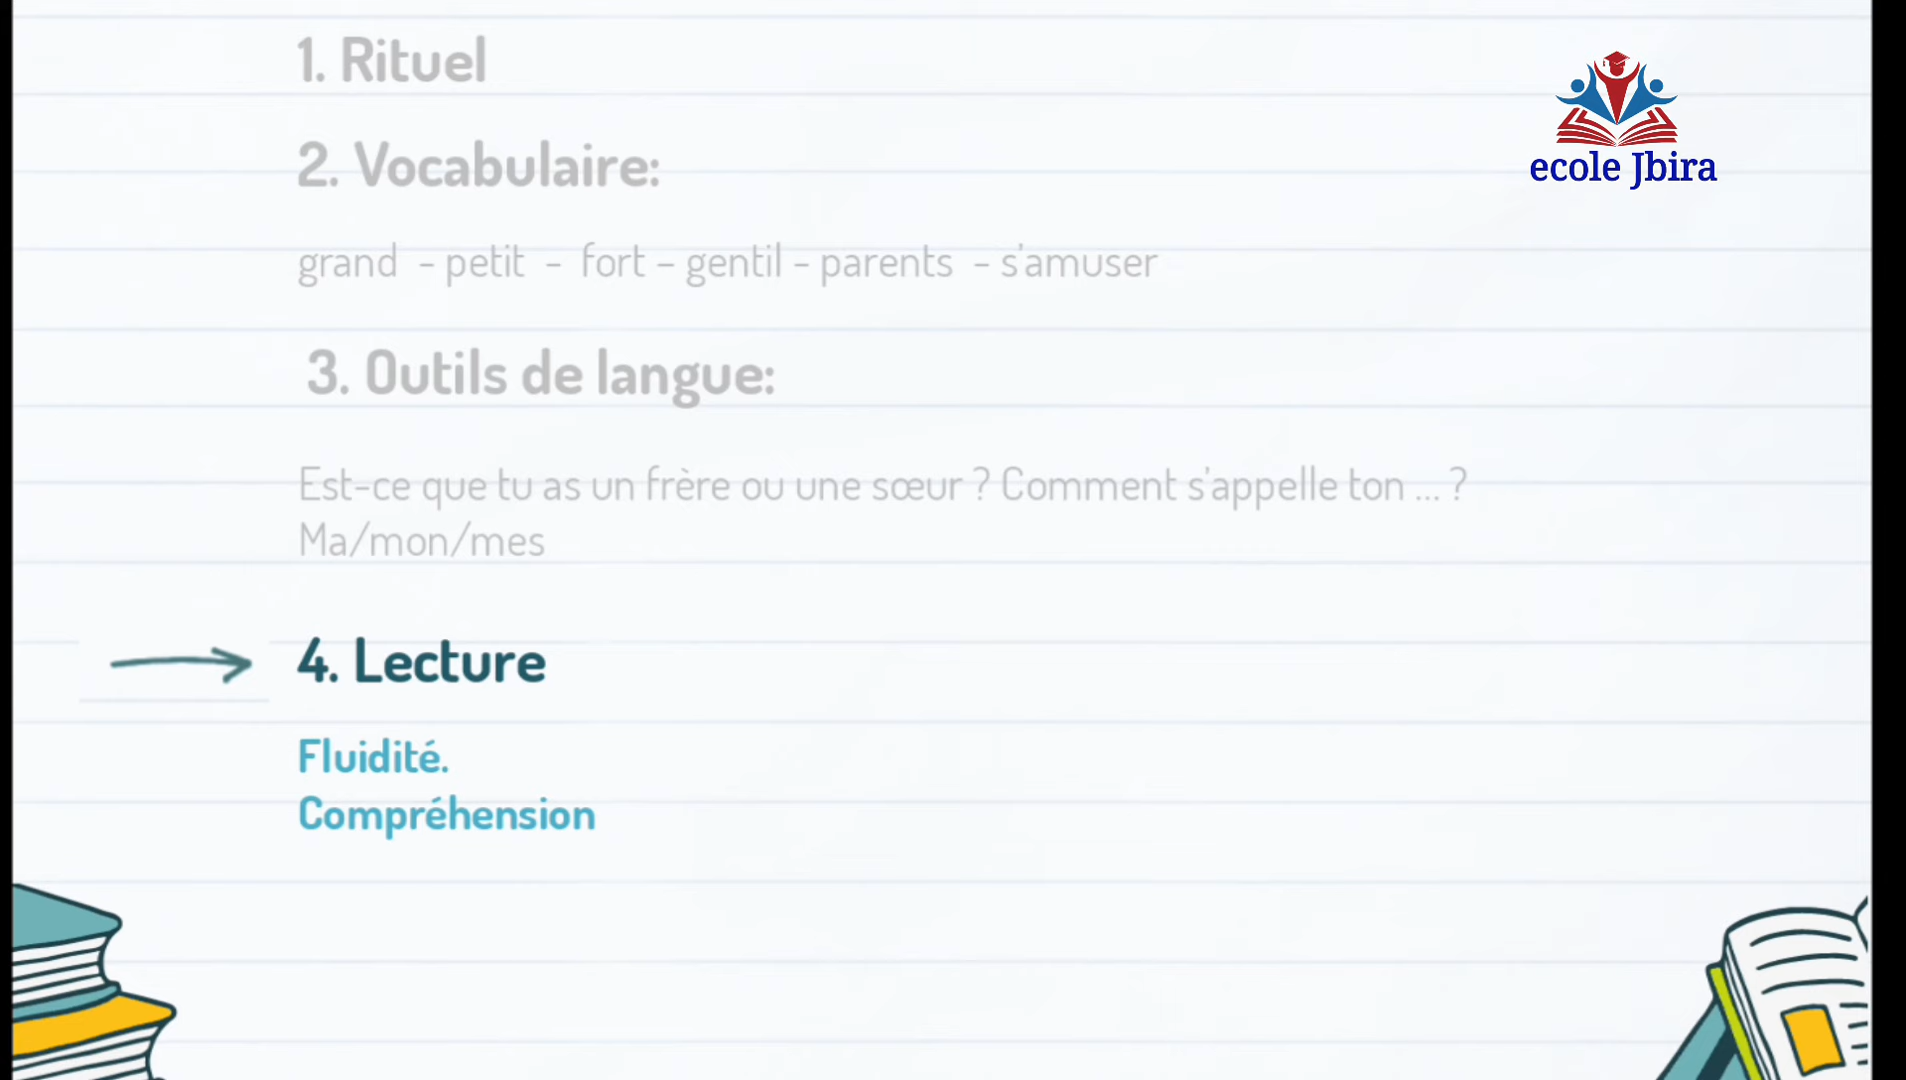 1. Rituel
ecole Jbira
2. Vocabulaire:
grand - petit - fort – gentil - parents - s'amuser
3. Outils de langue:
Est-ce que tu as un frère ou une sœur ? Comment s'appelle ton ... ?
Ma/mon/mes
4. Lecture
Fluidité.
Compréhension